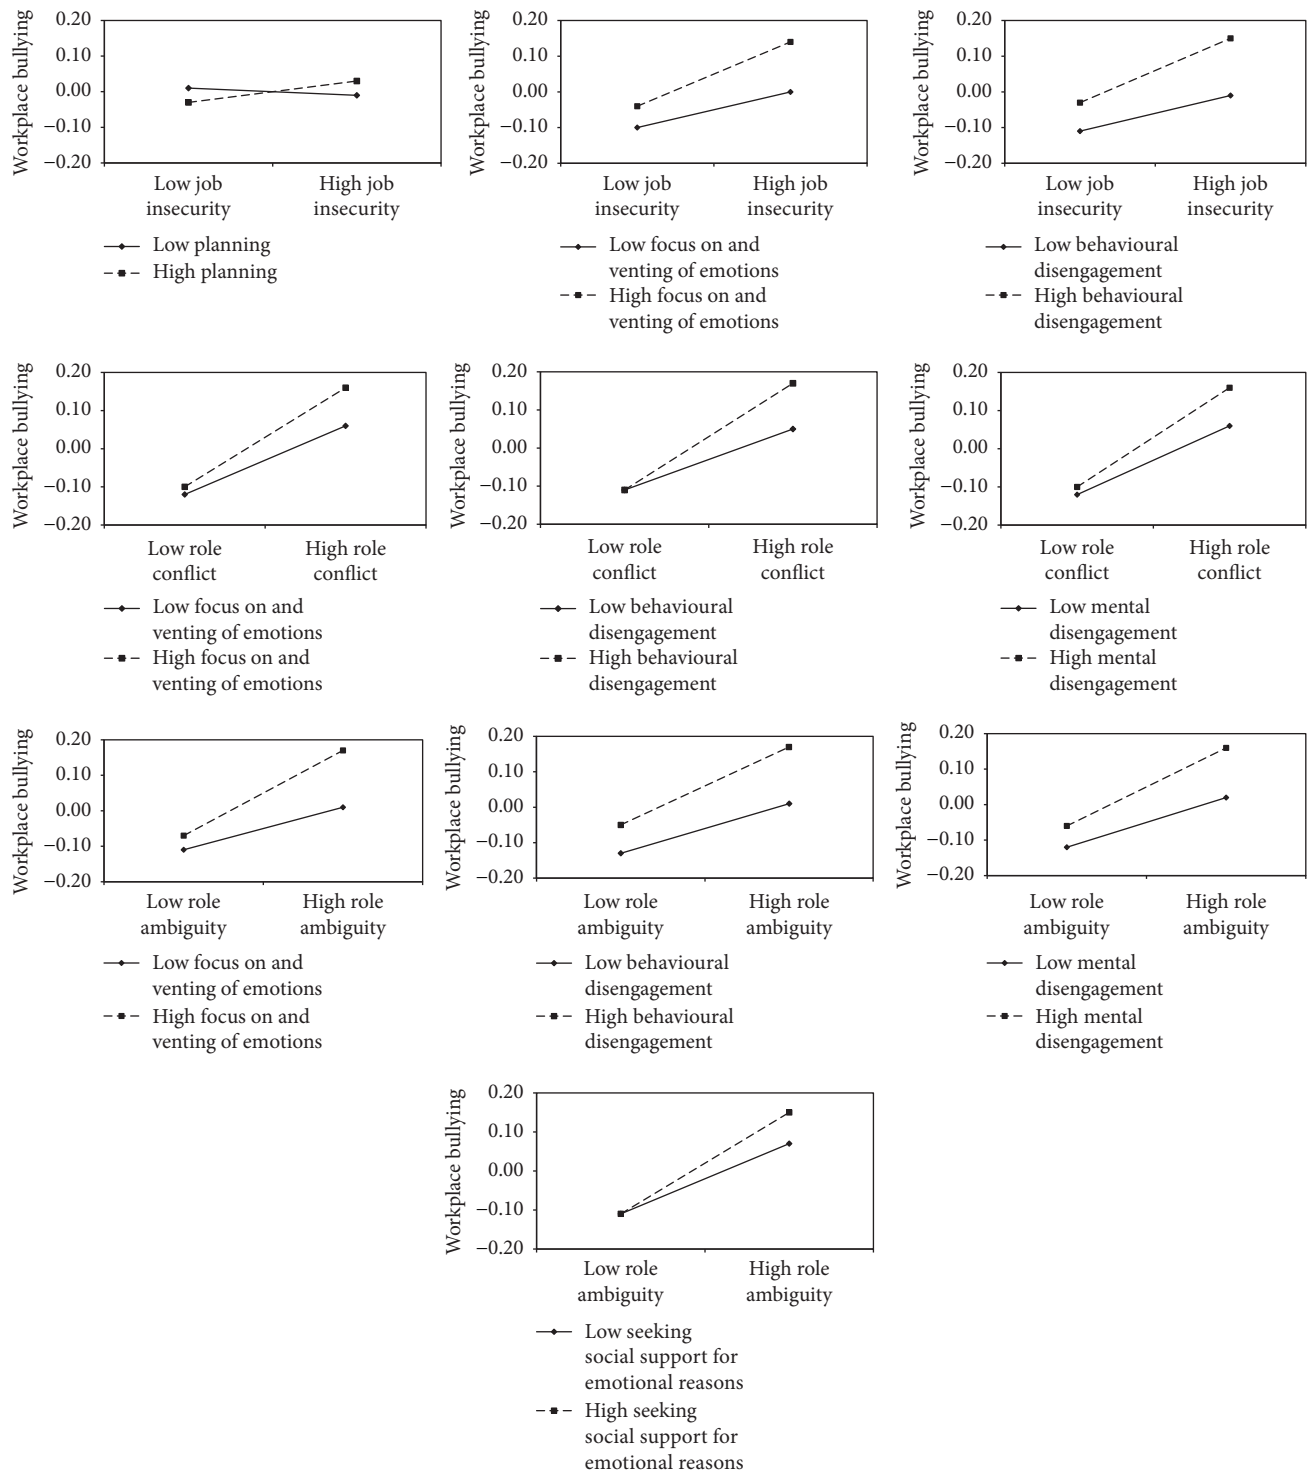 Workplace bullying
0.20
0.10
0.00
−0.10
−0.20
Low job
insecurity
High job
insecurity
Low planning
High planning
Workplace bullying
0.20
0.10
0.00
−0.10
−0.20
Low job
insecurity
High job
insecurity
Low focus on and
venting of emotions
High focus on and
venting of emotions
Workplace bullying
0.20
0.10
0.00
−0.10
−0.20
Low job
insecurity
High job
insecurity
Low behavioural
disengagement
High behavioural
disengagement
Workplace bullying
0.20
0.10
0.00
−0.10
−0.20
Low role
conflict
High role
conflict
Low focus on and
venting of emotions
High focus on and
venting of emotions
Workplace bullying
0.20
0.10
0.00
−0.10
−0.20
Low role
conflict
High role
conflict
Low behavioural
disengagement
High behavioural
disengagement
Workplace bullying
0.20
0.10
0.00
−0.10
−0.20
Low role
conflict
High role
conflict
Low mental
disengagement
High mental
disengagement
Workplace bullying
0.20
0.10
0.00
−0.10
−0.20
Low role
ambiguity
High role
ambiguity
Low focus on and
venting of emotions
High focus on and
venting of emotions
Workplace bullying
0.20
0.10
0.00
−0.10
−0.20
Low role
ambiguity
High role
ambiguity
Low behavioural
disengagement
High behavioural
disengagement
Workplace bullying
0.20
0.10
0.00
−0.10
−0.20
Low role
ambiguity
High role
ambiguity
Low mental
disengagement
High mental
disengagement
Workplace bullying
0.20
0.10
0.00
−0.10
−0.20
Low role
ambiguity
High role
ambiguity
Low seeking
social support for
emotional reasons
High seeking
social support for
emotional reasons